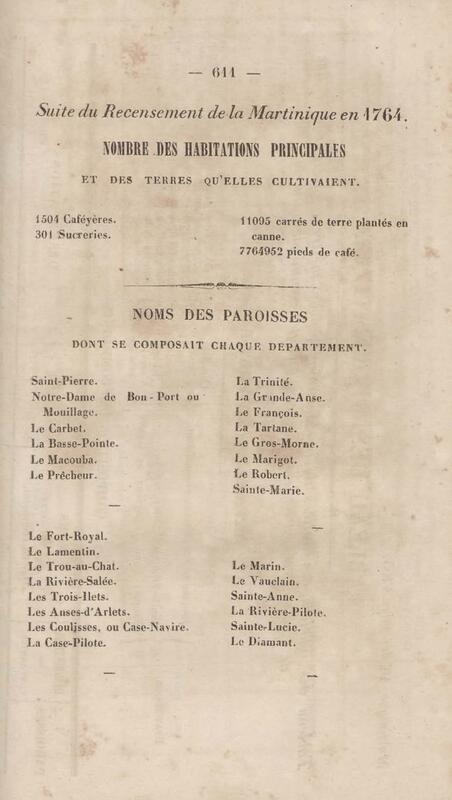 — 611 —
Suite du Recensement de la Martinique en 1764.
NOMBRE DES HABITATIONS PRINCIPALES
ET DES TERRES QU'ELLES CULTIVAIENT.
1504 Caféyères.
301 Sucreries.
11095 carrés de terre plantés en
canne.
7764952 pieds de café.
NOMS DES PAROISSES
DONT SE COMPOSAIT CHAQUE DEPARTEMENT.
Saint-Pierre.
Notre-Dame de Bon-Port ou
Mouillage.
Le Carbet.
La Basse-Pointe.
Le Macouba.
Le Prêcheur.
La Trinité.
La Grande-Anse.
Le François.
La Tartane.
Le Gros-Morne.
Le Marigot.
Le Robert.
Sainte-Marie.
Le Fort-Royal.
Le Lamentin.
Le Trou-au-Chat.
La Rivière-Salée.
Les Trois-Ilets.
Les Anses-d'Arlets.
Les Couljsses, ou Case-Navire.
La Case-Pilote.
Le Marin.
Le Vauclain.
Sainte-Anne.
La Rivière-Pilote.
Sainte-Lucie.
Le Diamant.